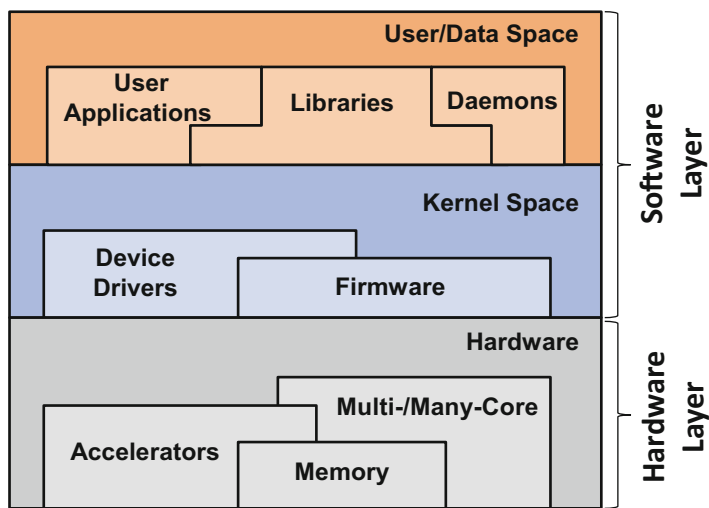 User/Data Space
User
Applications
Libraries
Daemons
Kernel Space
Device
Drivers
Firmware
Hardware
Multi-/Many-Core
Accelerators
Memory
Software
Layer
Hardware
Layer